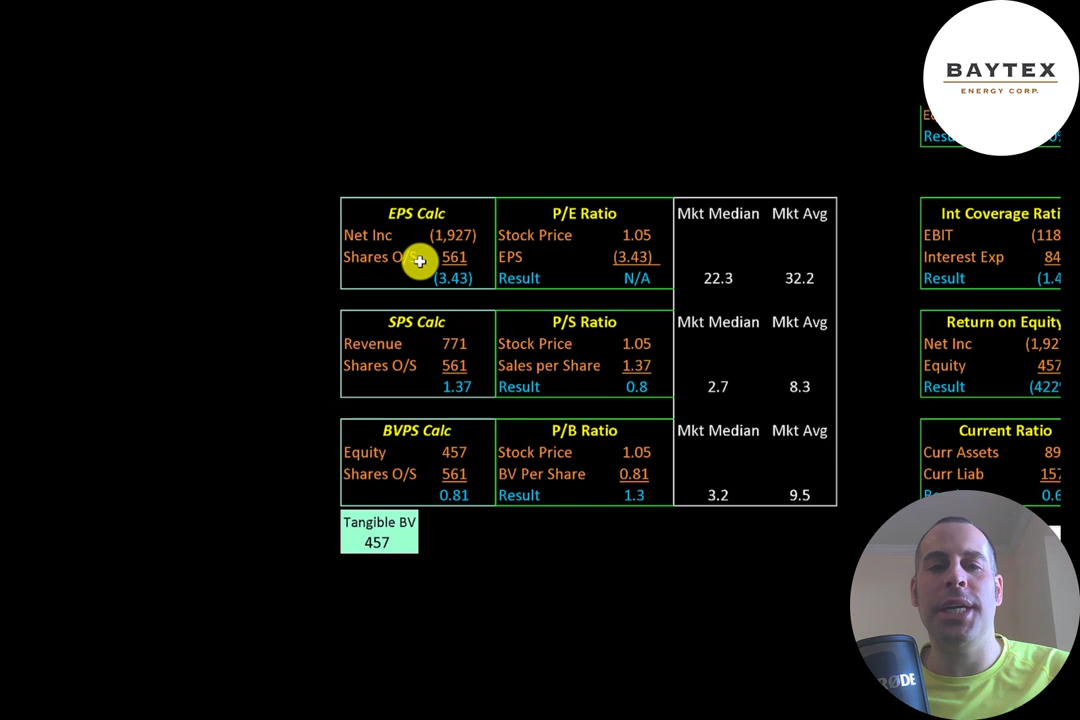 BAYTEX
ENERGY CORP.
EPS Calc
Net Inc (1,927)
Shares O/S 561
(3.43)
P/E Ratio
Stock Price 1.05
EPS (3.43)
Result N/A
Mkt Median Mkt Avg
22.3 32.2
SPS Calc
Revenue 771
Shares O/S 561
1.37
P/S Ratio
Stock Price 1.05
Sales per Share 1.37
Result 0.8
Mkt Median Mkt Avg
2.7 8.3
BVPS Calc
Equity 457
Shares O/S 561
0.81
P/B Ratio
Stock Price 1.05
BV Per Share 0.81
Result 1.3
Mkt Median Mkt Avg
3.2 9.5
Tangible BV
457
Int Coverage Rati
EBIT (118
Interest Exp 84
Result (1.4
Return on Equity
Net Inc (1,92
Equity 457
Result (422
Current Ratio
Curr Assets 89
Curr Liab 157
0.6
RØDE